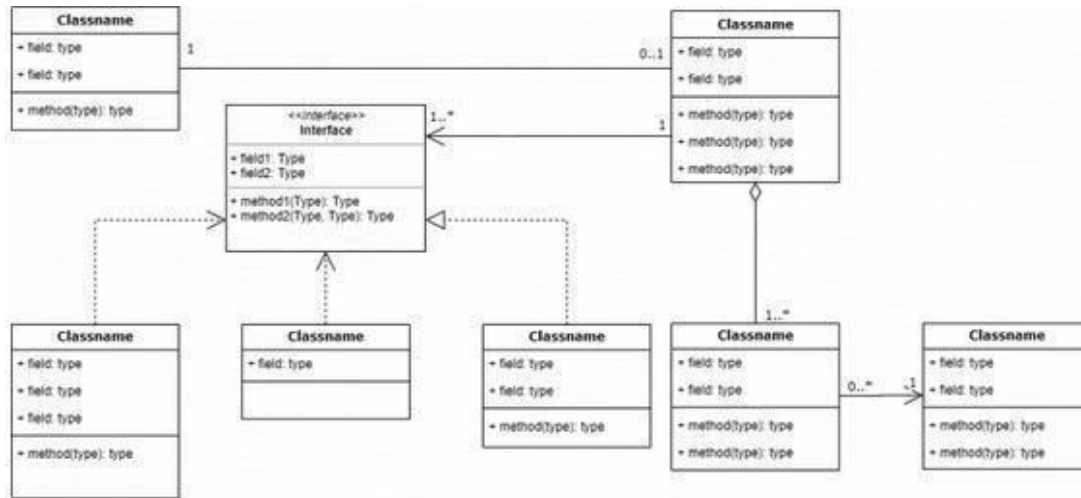 Classname
+ field: type
+ field: type
+ method(type): type
1
0..1
Classname
+ field: type
+ field: type
+ method(type): type
+ method(type): type
+ method(type): type
<<interface>>
Interface
+ field1: Type
+ field2: Type
+ method1(Type): Type
+ method2(Type, Type): Type
1..*
1
Classname
+ field: type
+ field: type
+ field: type
+ method(type): type
Classname
+ field: type
Classname
+ field: type
+ field: type
+ method(type): type
1..*
Classname
+ field: type
+ field: type
+ method(type): type
+ method(type): type
0..*
.1
Classname
+ field: type
+ field: type
+ method(type): type
+ method(type): type